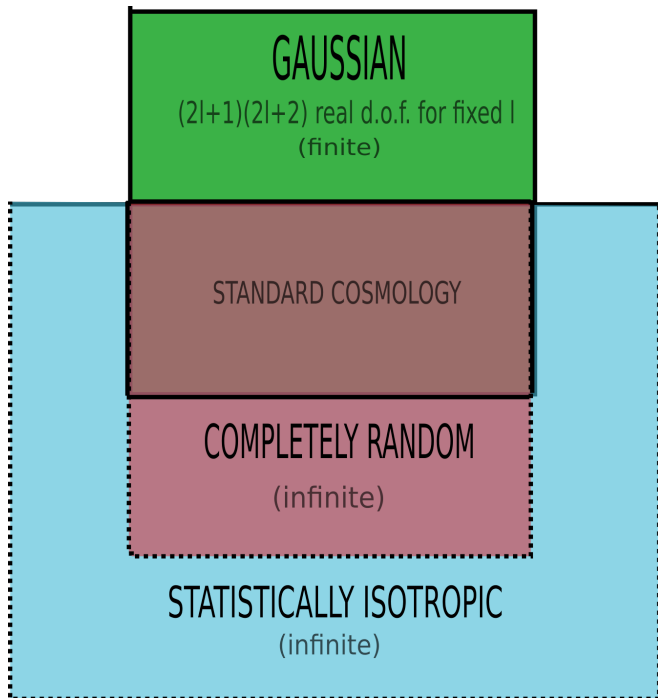 GAUSSIAN
(2l+1)(2l+2) real d.o.f. for fixed l
(finite)
STANDARD COSMOLOGY
COMPLETELY RANDOM
(infinite)
STATISTICALLY ISOTROPIC
(infinite)